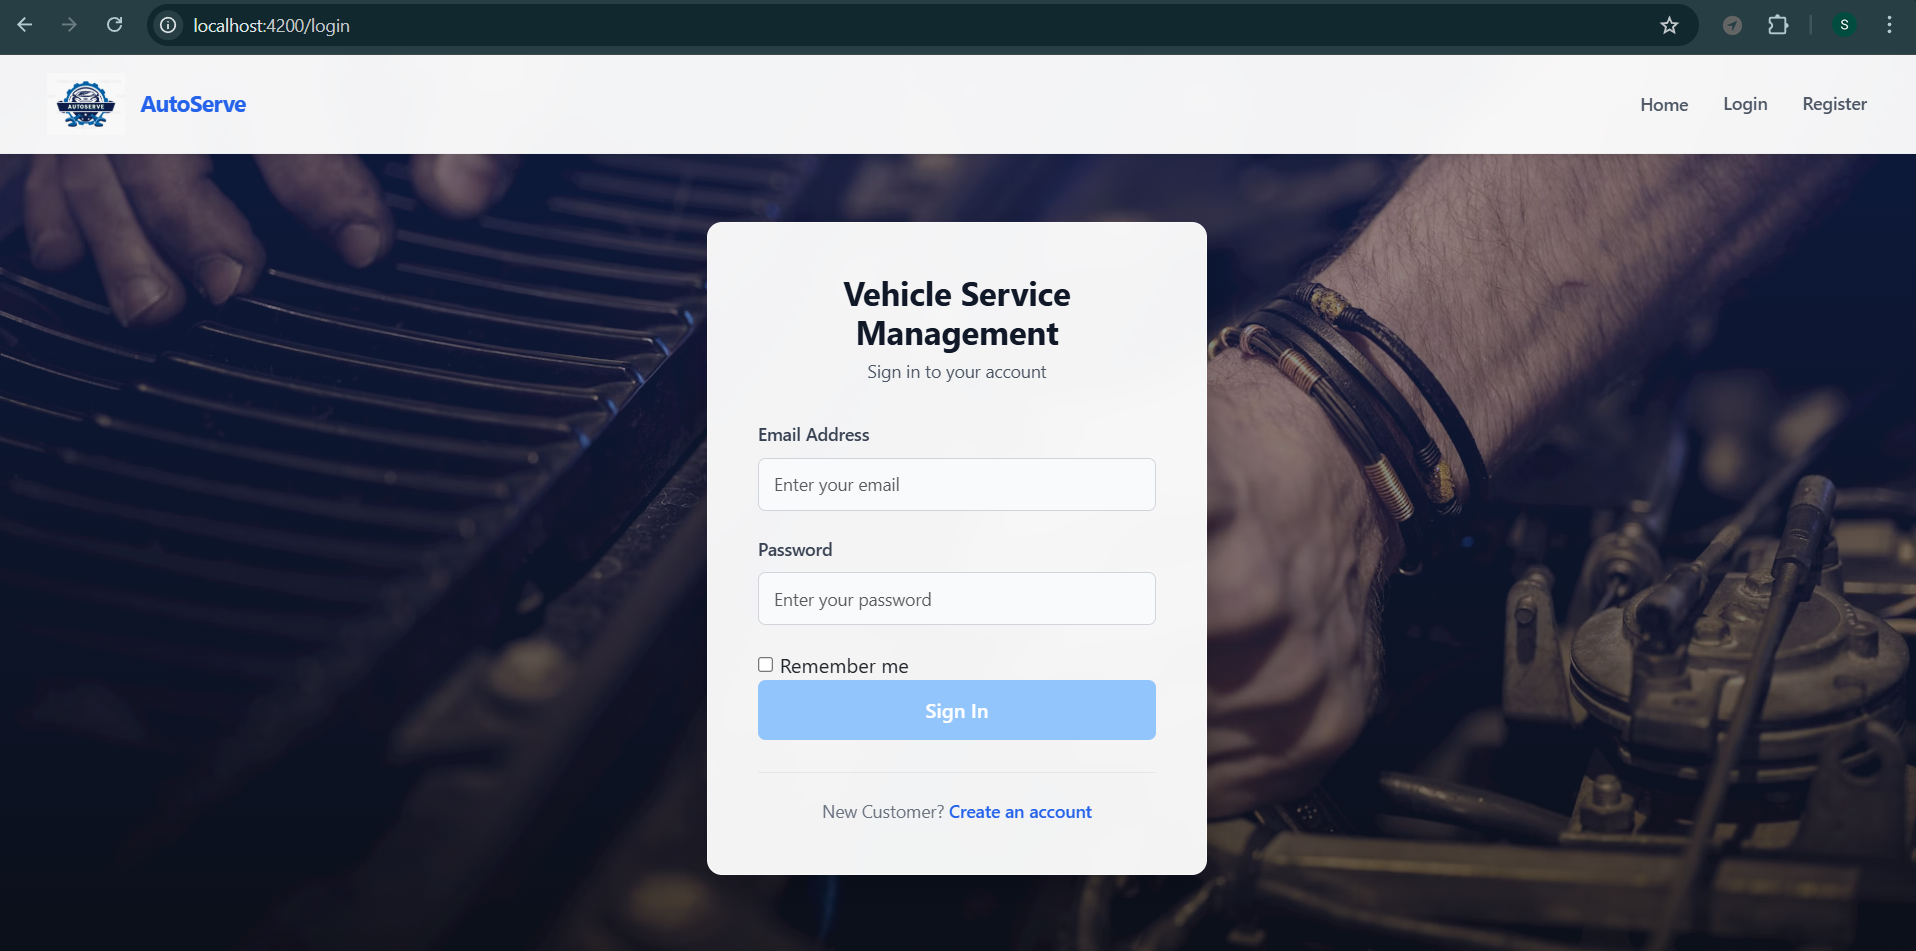 localhost:4200/login
S
AUTOSERVE
AutoServe
Home
Login
Register
Vehicle Service
Management
Sign in to your account
Email Address
Enter your email
Password
Enter your password
Remember me
Sign In
New Customer? Create an account